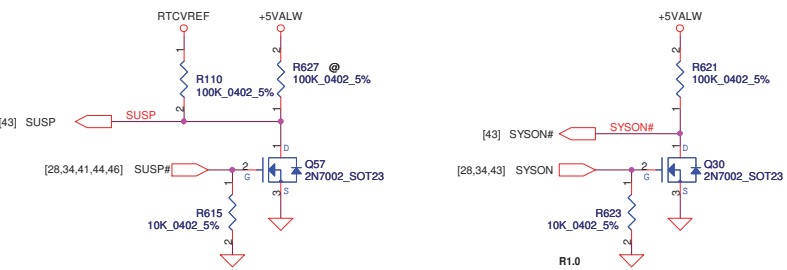 RTCVREF
+5VALW
1
2
R110
100K_0402_5%
2
R627 @
100K_0402_5%
1
[43] SUSP
SUSP
[28,34,41,44,46] SUSP#
2
G
1
D
Q57
2N7002_SOT23
3
S
1
R615
10K_0402_5%
2
+5VALW
2
R621
100K_0402_5%
1
[43] SYSON#
SYSON#
[28,34,43] SYSON
2
G
1
D
Q30
2N7002_SOT23
3
S
1
R623
10K_0402_5%
2
R1.0